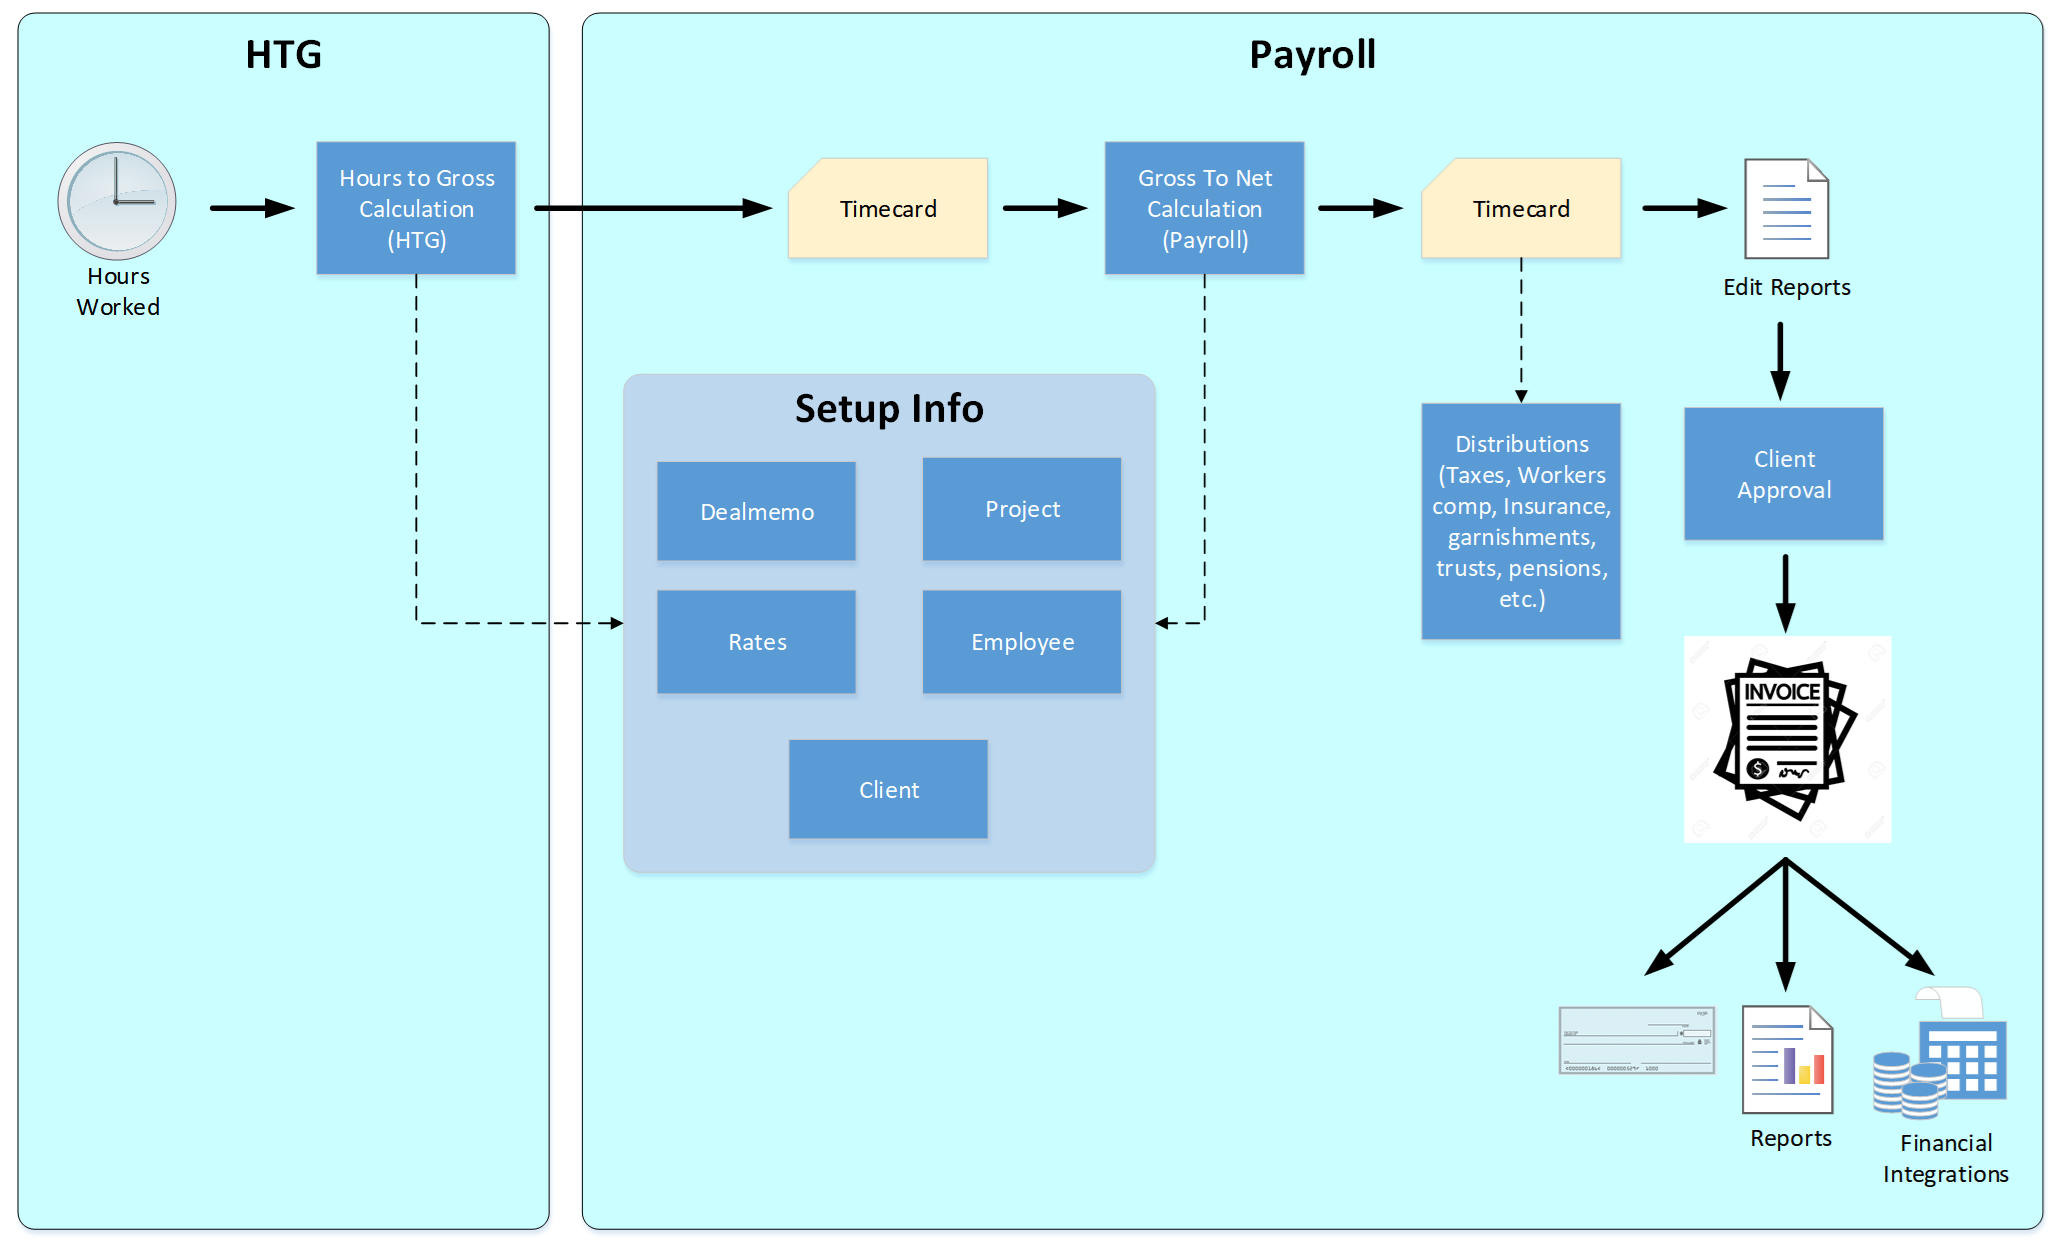 HTG
Payroll
Hours
Worked
Hours to Gross
Calculation
(HTG)
Timecard
Gross To Net
Calculation
(Payroll)
Timecard
Edit Reports
Setup Info
Dealmemo
Project
Rates
Employee
Client
Distributions
(Taxes, Workers
comp, Insurance,
garnishments,
trusts, pensions,
etc.)
Client
Approval
INVOICE
$
Reports
Financial
Integrations